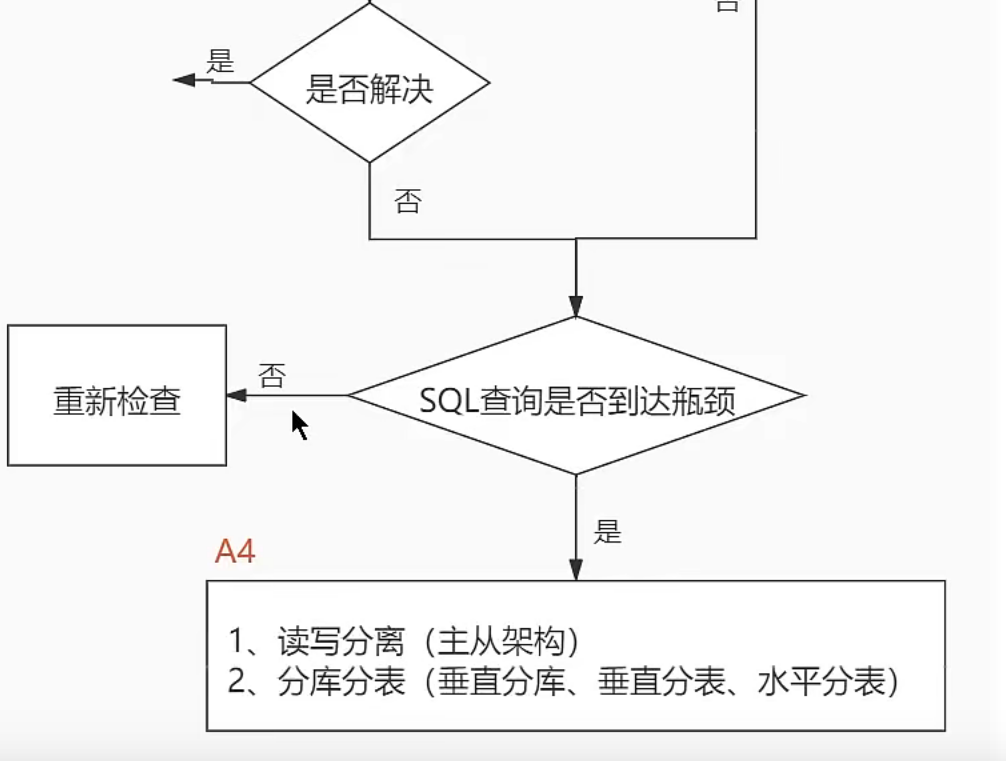 是
是否解决
否
否
重新检查
SQL查询是否到达瓶颈
是
A4
1、读写分离（主从架构）
2、分库分表（垂直分库、垂直分表、水平分表）